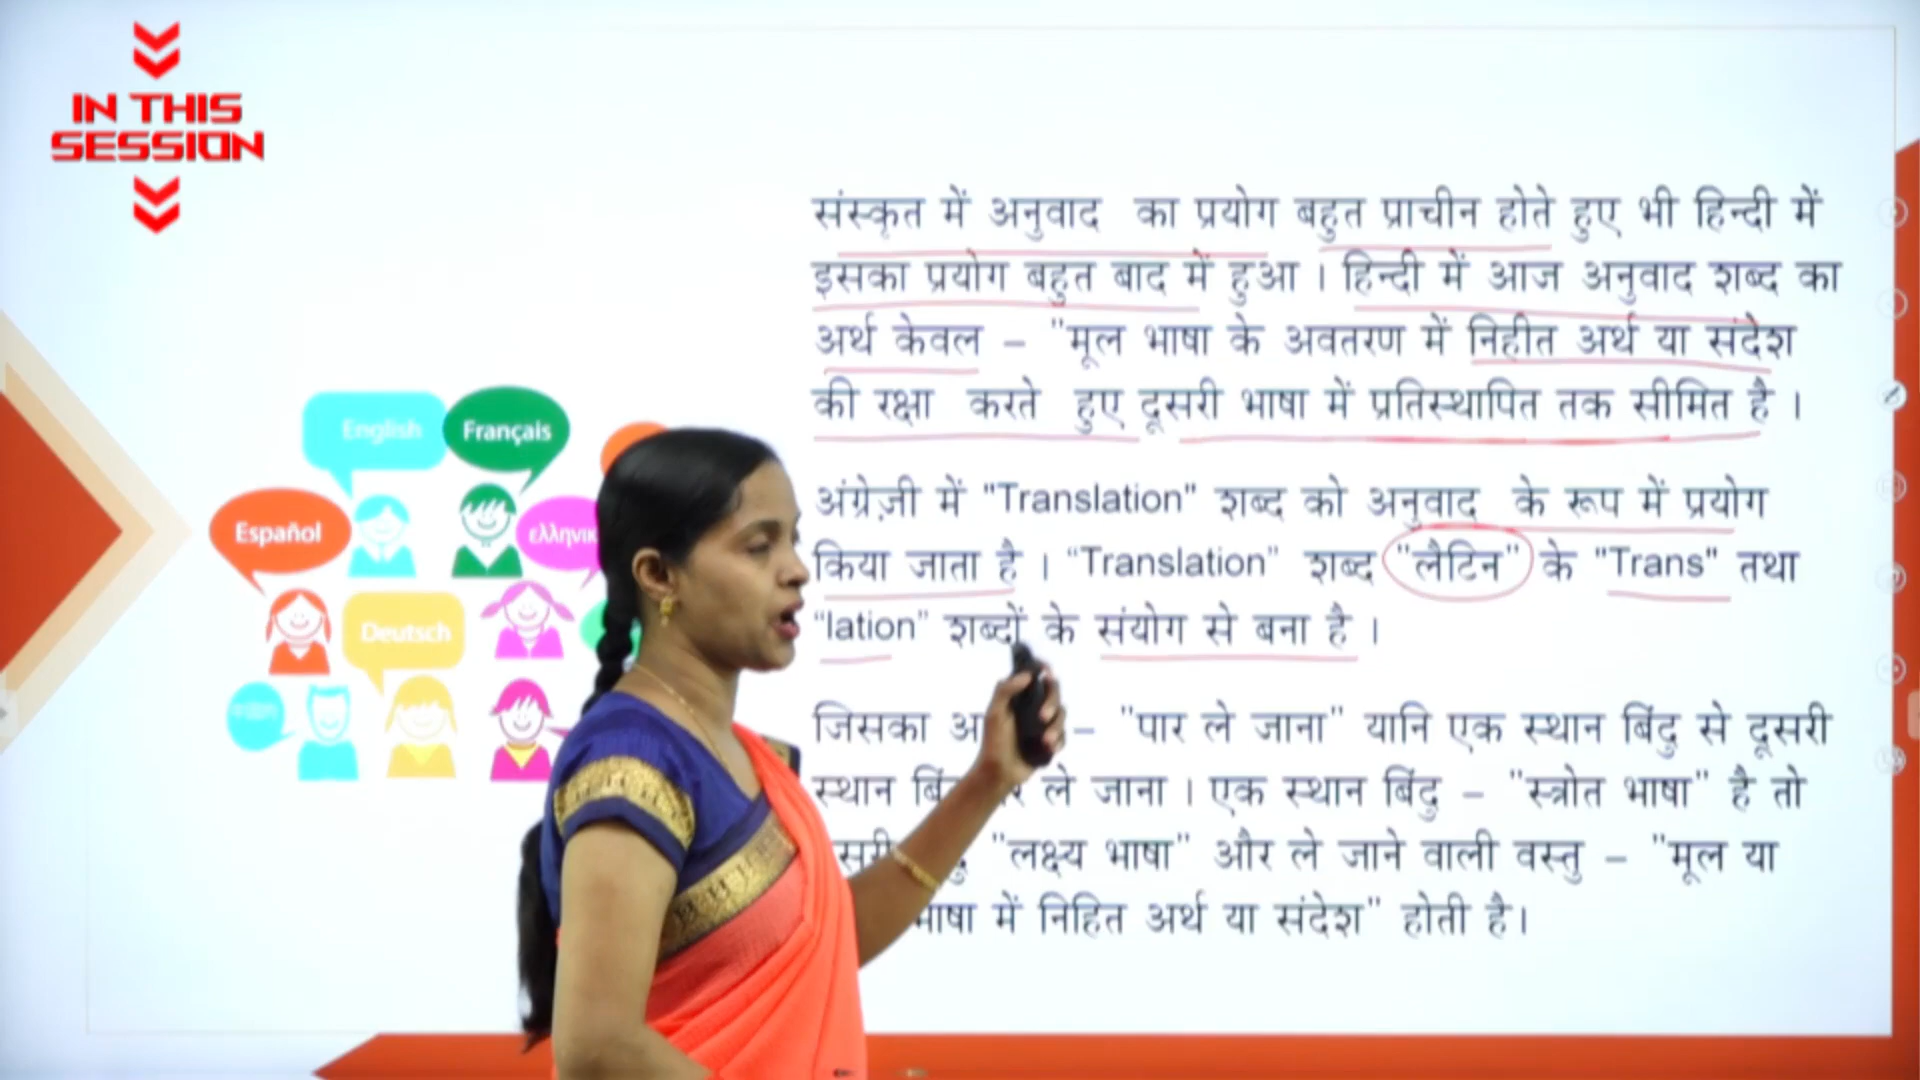 IN THIS
SESSION
संस्कृत में अनुवाद का प्रयोग बहुत प्राचीन होते हुए भी हिन्दी में
इसका प्रयोग बहुत बाद में हुआ । हिन्दी में आज अनुवाद शब्द का
अर्थ केवल – "मूल भाषा के अवतरण में निहीत अर्थ या संदेश
की रक्षा करते हुए दूसरी भाषा में प्रतिस्थापित तक सीमित है ।
अंग्रेज़ी में "Translation" शब्द को अनुवाद के रूप में प्रयोग
किया जाता है । “Translation” शब्द "लैटिन" के "Trans" तथा
“lation” शब्दों के संयोग से बना है ।
जिसका – "पार ले जाना" यानि एक स्थान बिंदु से दूसरी
स्थान ले जाना । एक स्थान बिंदु – "स्त्रोत भाषा" है तो
"लक्ष्य भाषा" और ले जाने वाली वस्तु – "मूल या
भाषा में निहित अर्थ या संदेश" होती है।
English
Français
Español
Deutsch